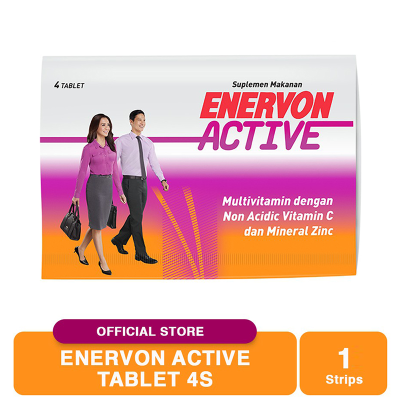 4 TABLET
Suplemen Makanan
ENERVON
ACTIVE
Multivitamin dengan
Non Acidic Vitamin C
dan Mineral Zinc
OFFICIAL STORE
ENERVON ACTIVE
TABLET 4S
1
Strips